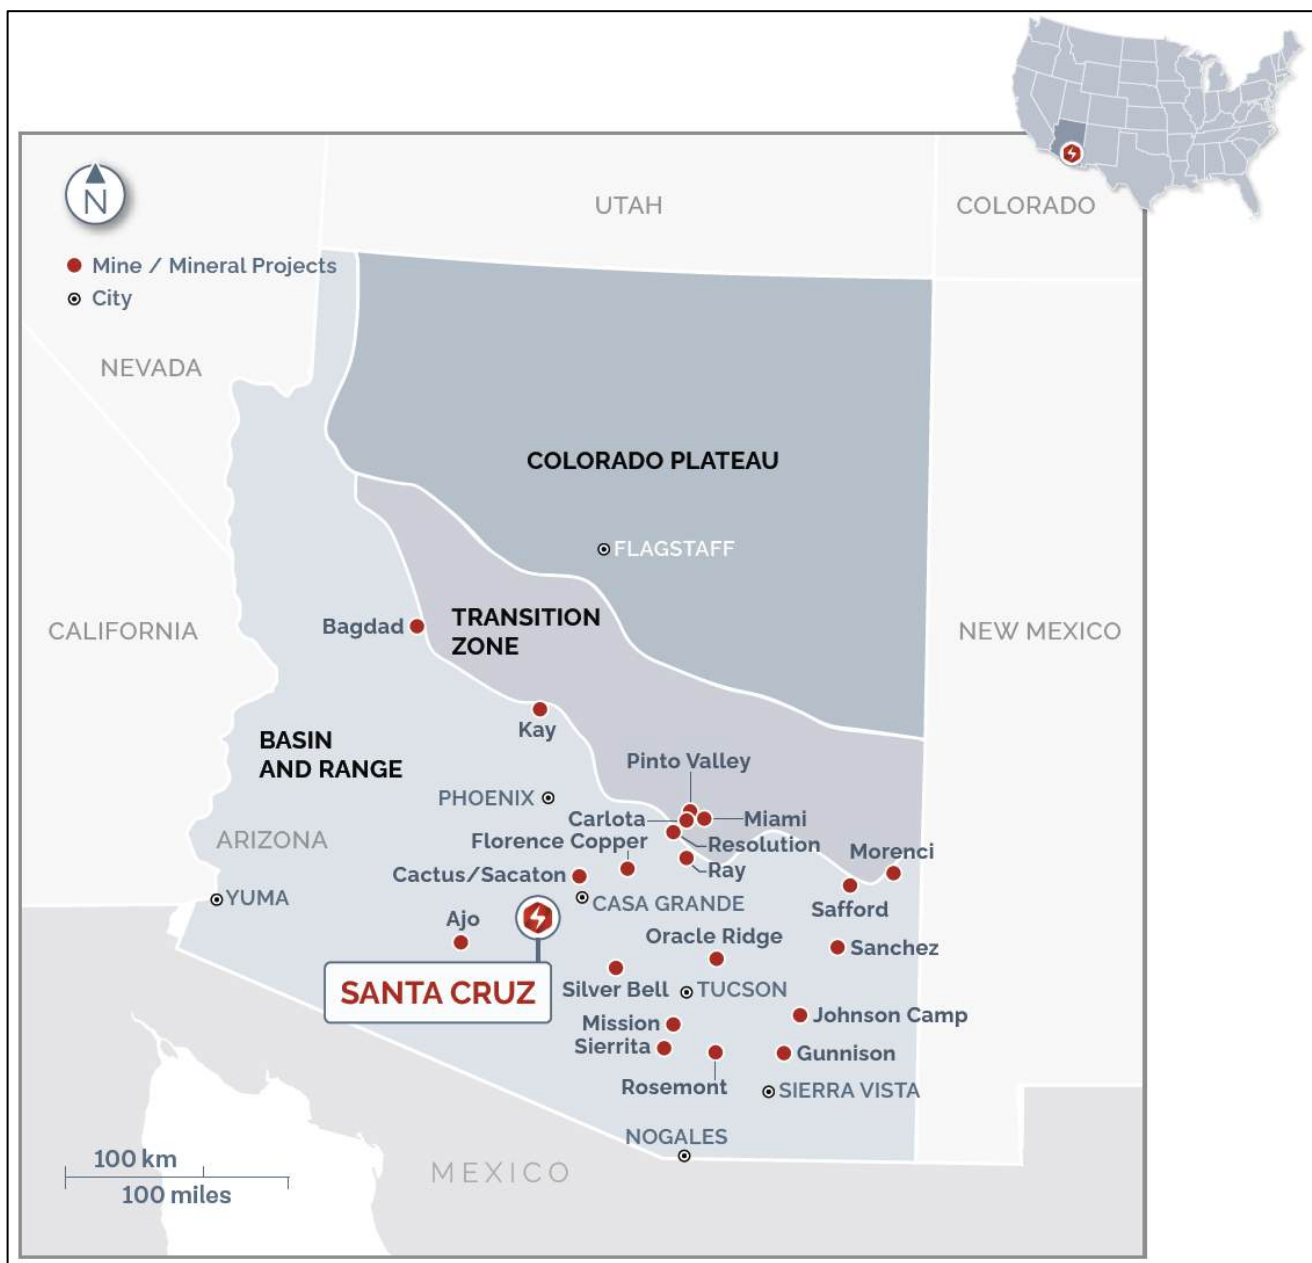 UTAH
COLORADO
N
Mine / Mineral Projects
City
NEVADA
COLORADO PLATEAU
FLAGSTAFF
CALIFORNIA
Bagdad
TRANSITION
ZONE
NEW MEXICO
Kay
BASIN
AND RANGE
Pinto Valley
PHOENIX
Carlota
Miami
ARIZONA
Florence Copper
Resolution
Morenci
Ray
Cactus/Sacaton
YUMA
CASA GRANDE
Safford
Ajo
Oracle Ridge
Sanchez
SANTA CRUZ
Silver Bell
TUCSON
Mission
Johnson Camp
Sierrita
Gunnison
Rosemont
SIERRA VISTA
NOGALES
100 km
100 miles
MEXICO